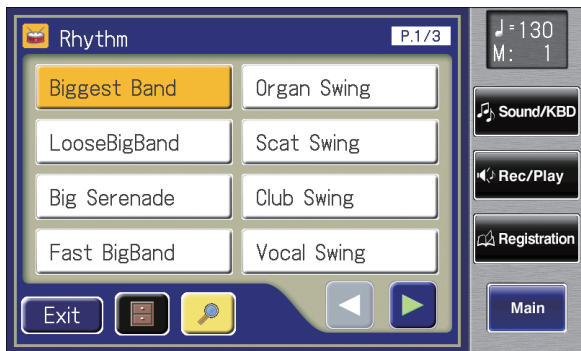 Rhythm
P.1/3
Biggest Band
Organ Swing
LooseBigBand
Scat Swing
Big Serenade
Club Swing
Fast BigBand
Vocal Swing
Exit
♩=130
M: 1
Sound/KBD
Rec/Play
Registration
Main